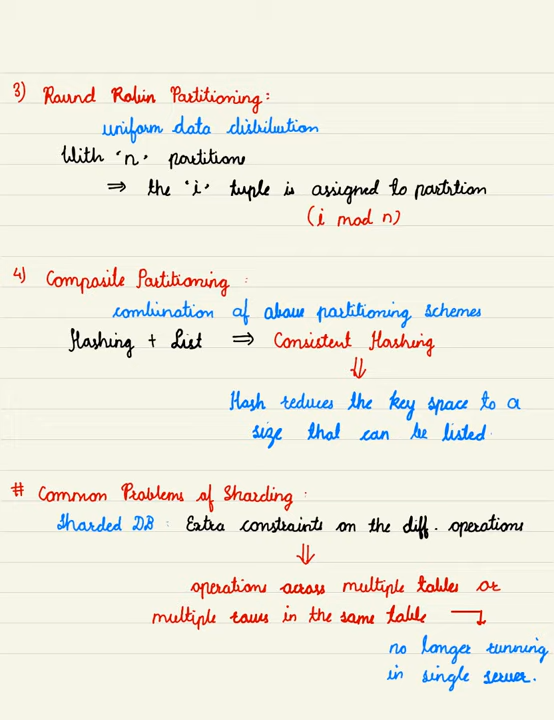 3) Round Robin Partitioning:
uniform data distribution
With 'n' partitions
⇒ the 'i' tuple is assigned to partition
(i mod n)
4) Composite Partitioning :
combination of above partitioning schemes
Hashing + List ⇒ Consistent Hashing
⇓
Hash reduces the key space to a
size that can be listed.
# Common Problems of Sharding :
Sharded DB : Extra constraints on the diff. operations
⇓
operations across multiple tables or
multiple rows in the same table
no longer running
in single server.